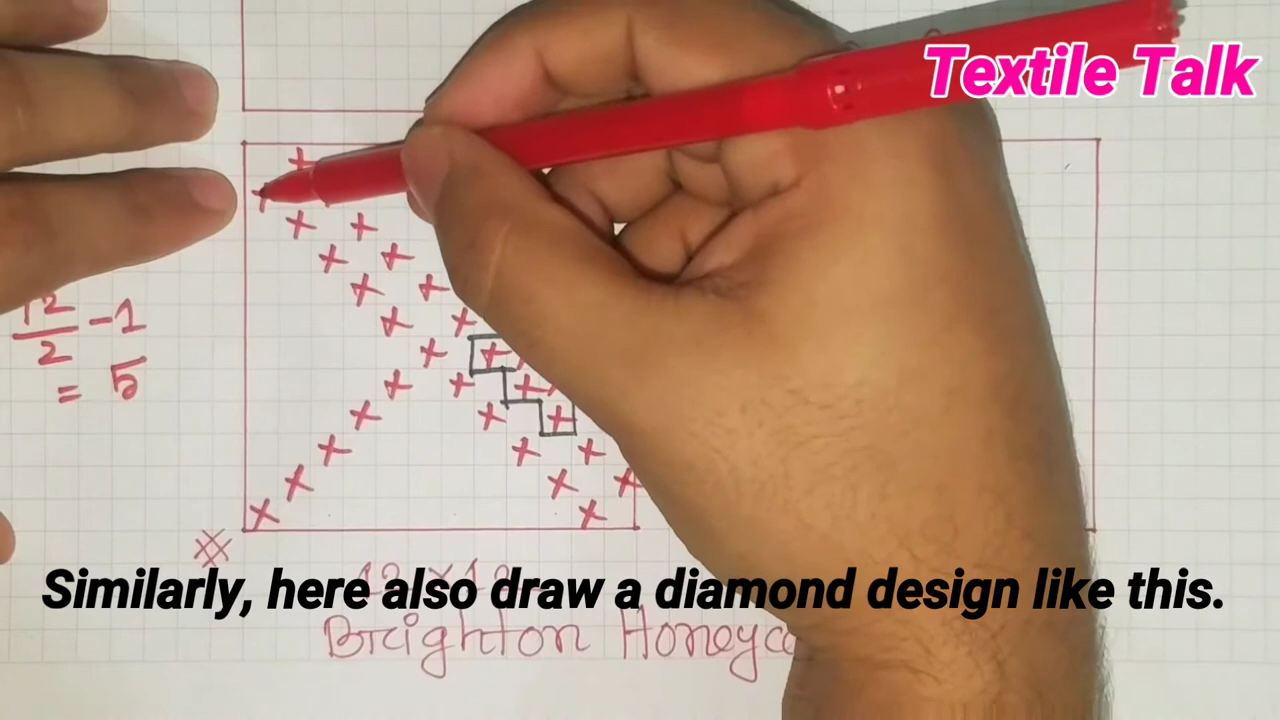 Textile Talk
12
— - 1
2
= 5
Similarly, here also draw a diamond design like this.
Brighton Honeyc